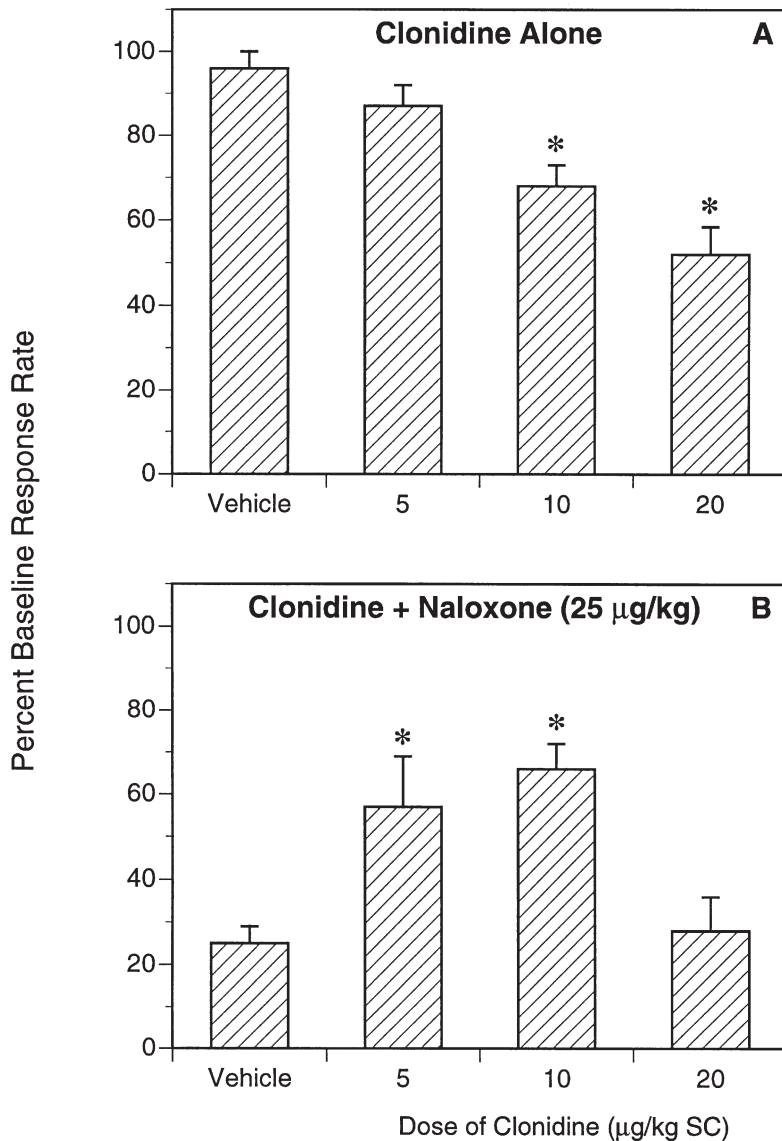 Percent Baseline Response Rate
Clonidine Alone
A
100
80
60
40
20
0
*
*
Vehicle 5 10 20
Clonidine + Naloxone (25 μg/kg)
B
100
80
60
40
20
0
*
*
Vehicle 5 10 20
Dose of Clonidine (μg/kg SC)